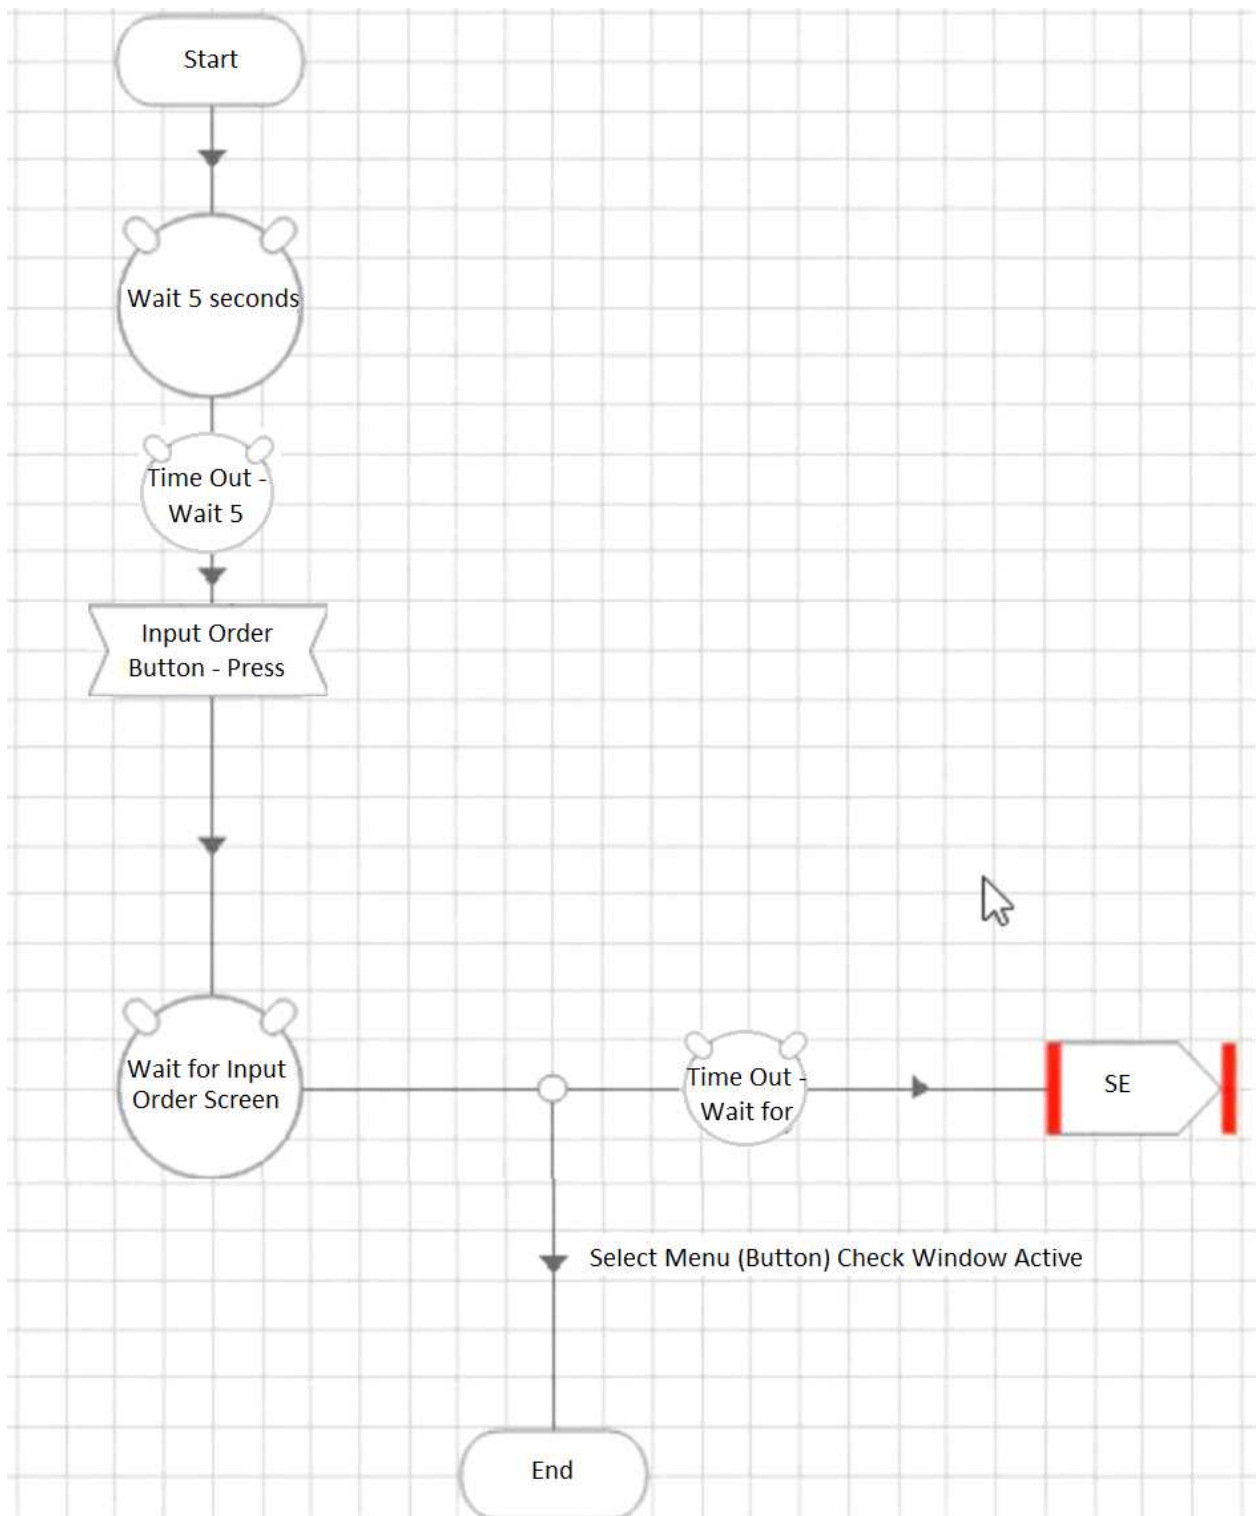 Start
Wait 5 seconds
Time Out -
Wait 5
Input Order
Button - Press
Wait for Input
Order Screen
Time Out -
Wait for
SE
Select Menu (Button) Check Window Active
End